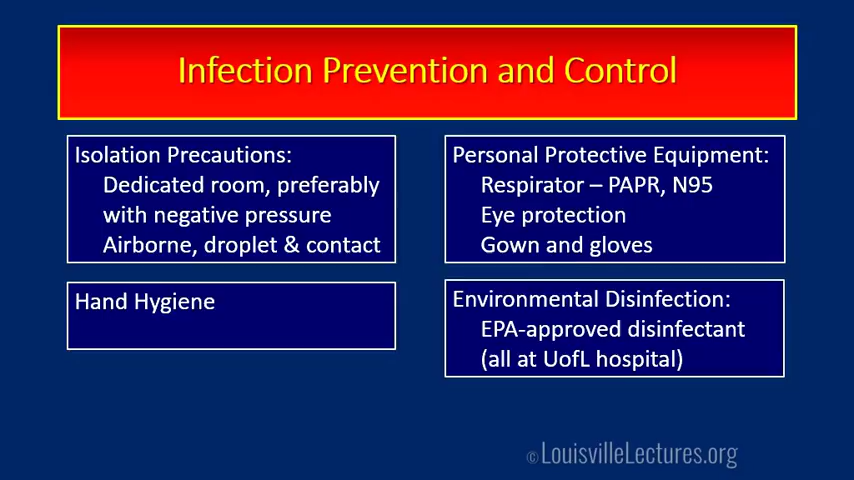 Infection Prevention and Control
Isolation Precautions:
Dedicated room, preferably
with negative pressure
Airborne, droplet & contact
Hand Hygiene
Personal Protective Equipment:
Respirator – PAPR, N95
Eye protection
Gown and gloves
Environmental Disinfection:
EPA-approved disinfectant
(all at UofL hospital)
© LouisvilleLectures.org